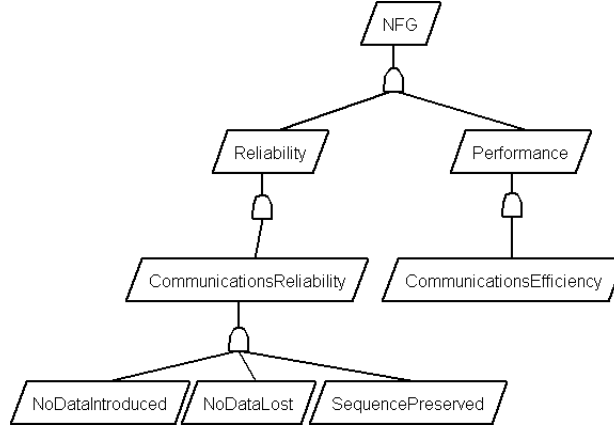 NFG
Reliability
Performance
CommunicationsReliability
CommunicationsEfficiency
NoDataIntroduced
NoDataLost
SequencePreserved